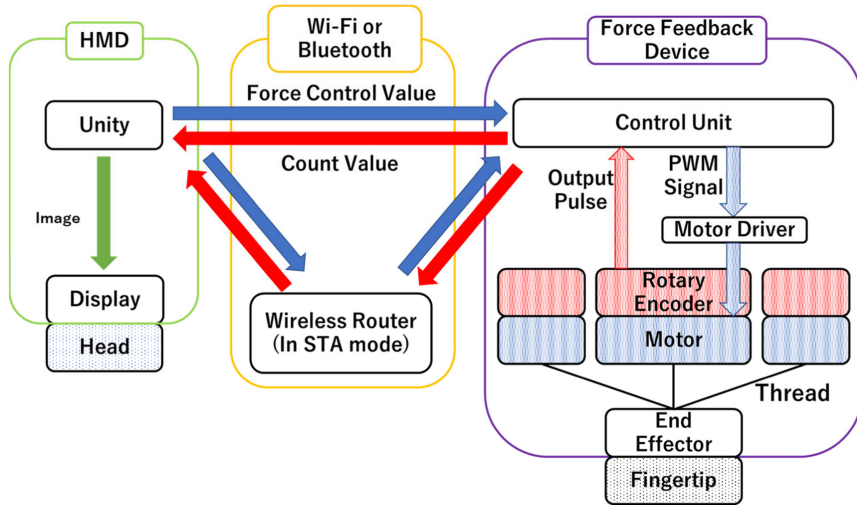 HMD
Unity
Image
Display
Head
Wi-Fi or
Bluetooth
Force Control Value
Count Value
Wireless Router
(In STA mode)
Force Feedback
Device
Control Unit
Output
Pulse
PWM
Signal
Motor Driver
Rotary
Encoder
Motor
Thread
End
Effector
Fingertip